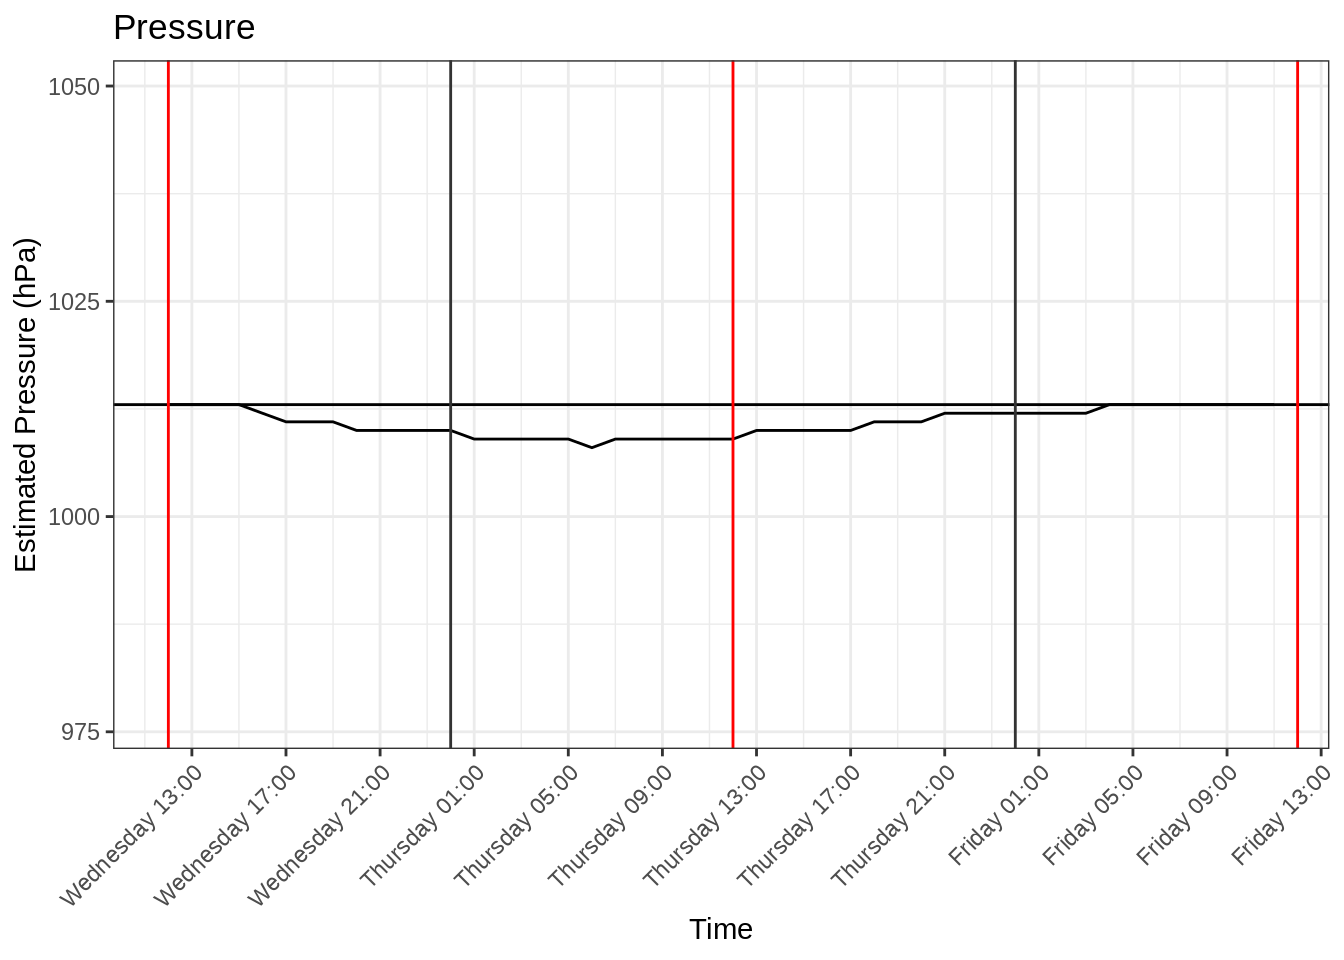 Pressure
Estimated Pressure (hPa)
1050
1025
1000
975
Wednesday 13:00
Wednesday 17:00
Wednesday 21:00
Thursday 01:00
Thursday 05:00
Thursday 09:00
Thursday 13:00
Thursday 17:00
Thursday 21:00
Friday 01:00
Friday 05:00
Friday 09:00
Friday 13:00
Time